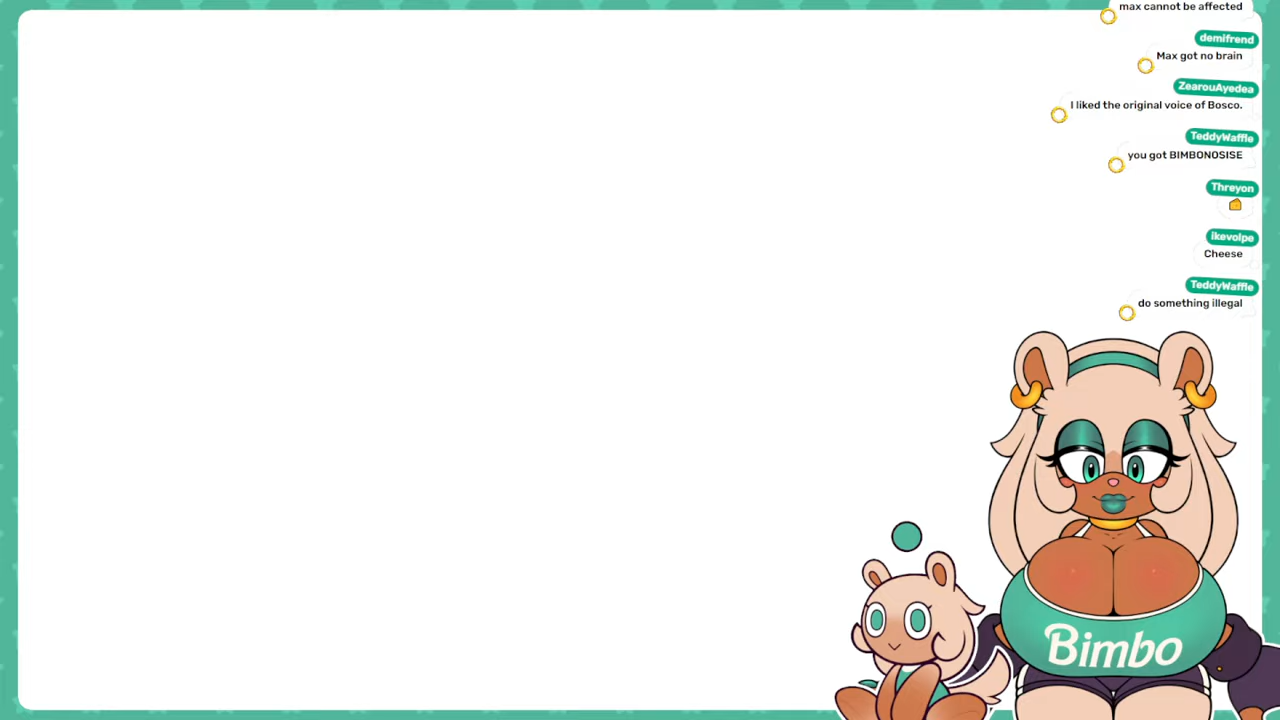 max cannot be affected
demifrend
Max got no brain
ZearouAyedea
I liked the original voice of Bosco.
TeddyWaffle
you got BIMBONOSISE
Threyon
ikevolpe
Cheese
TeddyWaffle
do something illegal
Bimbo